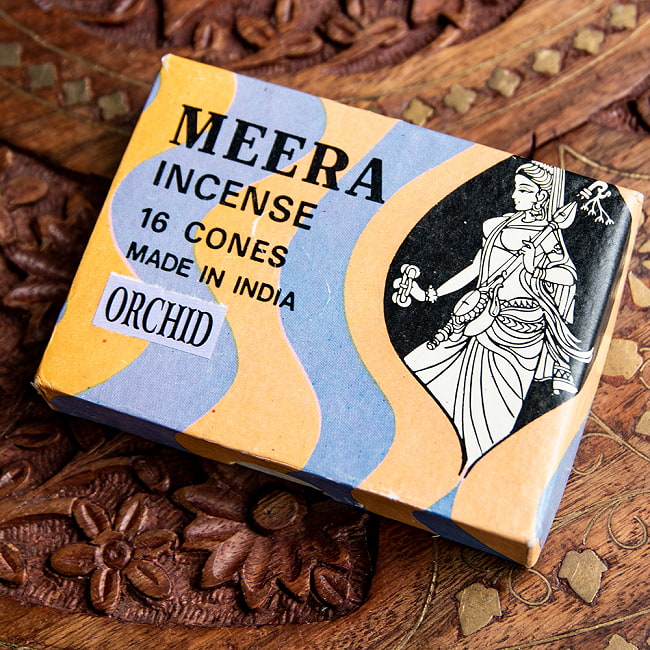 MEERA
INCENSE
16 CONES
MADE IN INDIA
ORCHID